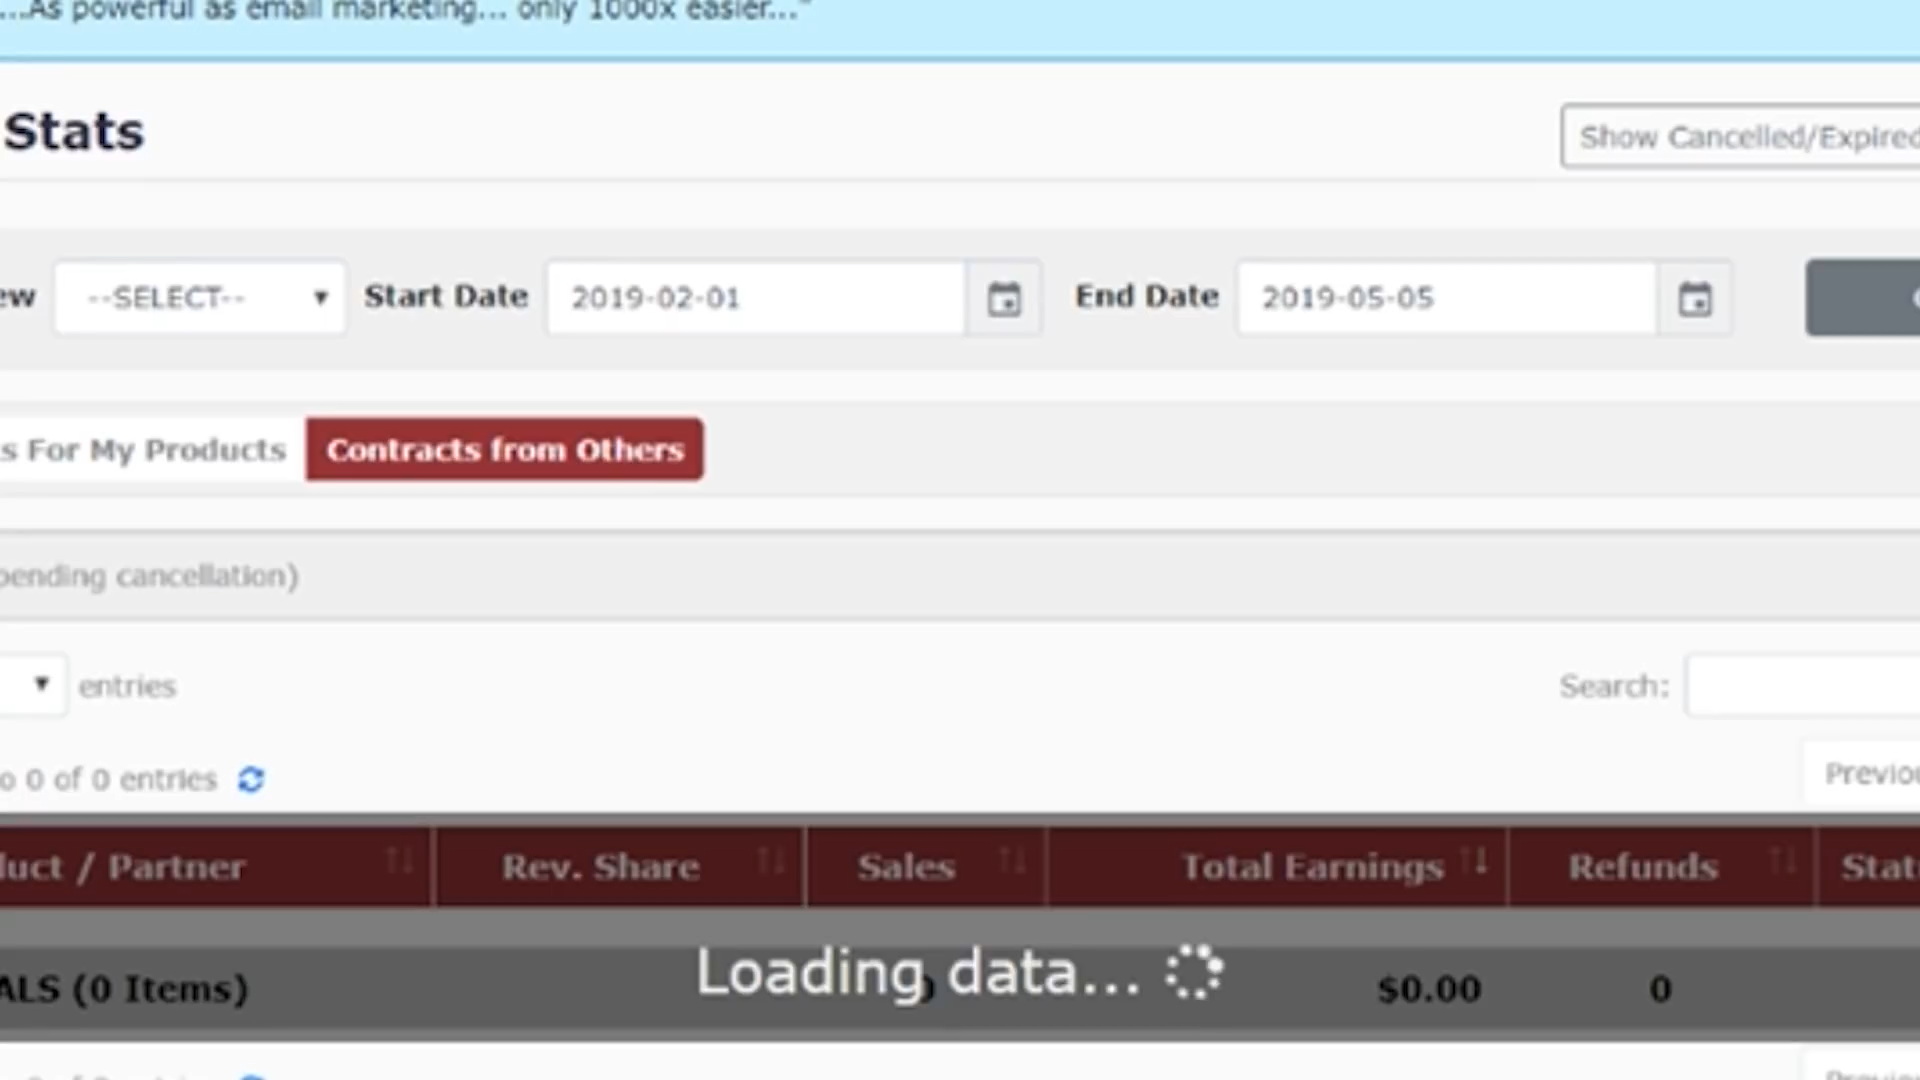 ...As powerful as email marketing... only 1000x easier..."
Stats
Show Cancelled/Expired
ew --SELECT-- Start Date 2019-02-01 End Date 2019-05-05
s For My Products Contracts from Others
pending cancellation)
entries Search:
o 0 of 0 entries Previou
duct / Partner Rev. Share Sales Total Earnings Refunds Stat
ALS (0 Items) $0.00 0
Loading data...